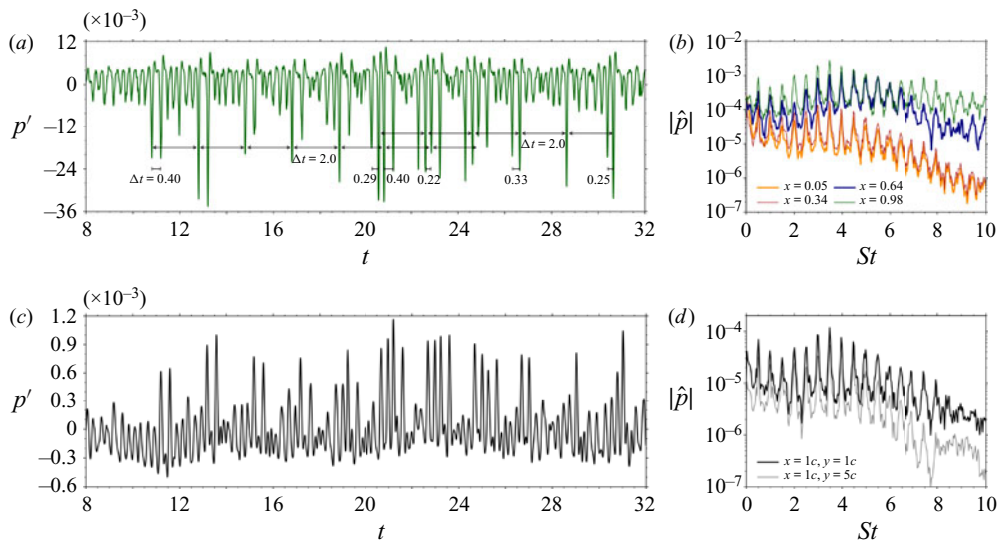 (×10⁻³)
(a)
12
0
−12
−24
−36
p′
Δt = 0.40
Δt = 2.0
0.29
0.40
0.22
0.33
Δt = 2.0
0.25
8 12 16 20 24 28 32
t
(b)
10⁻²
10⁻³
10⁻⁴
10⁻⁵
10⁻⁶
10⁻⁷
|p̂|
x = 0.05 x = 0.64
x = 0.34 x = 0.98
0 2 4 6 8 10
St
(×10⁻³)
(c)
1.2
0.9
0.6
0.3
0
−0.3
−0.6
p′
8 12 16 20 24 28 32
t
(d)
10⁻⁴
10⁻⁵
10⁻⁶
10⁻⁷
|p̂|
x = 1c, y = 1c
x = 1c, y = 5c
0 2 4 6 8 10
St